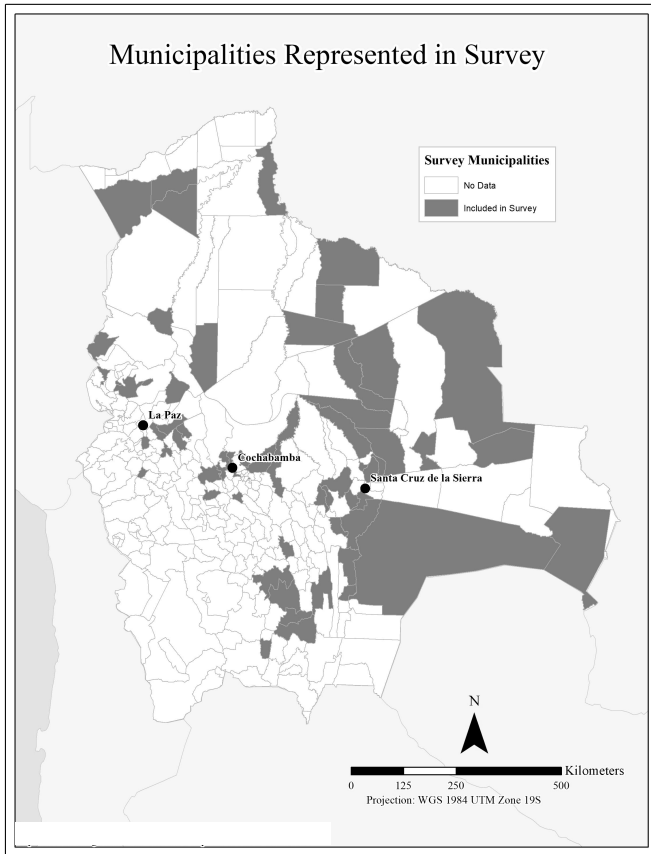 Municipalities Represented in Survey
Survey Municipalities
No Data
Included in Survey
La Paz
Cochabamba
Santa Cruz de la Sierra
N
Kilometers
0 125 250 500
Projection: WGS 1984 UTM Zone 19S